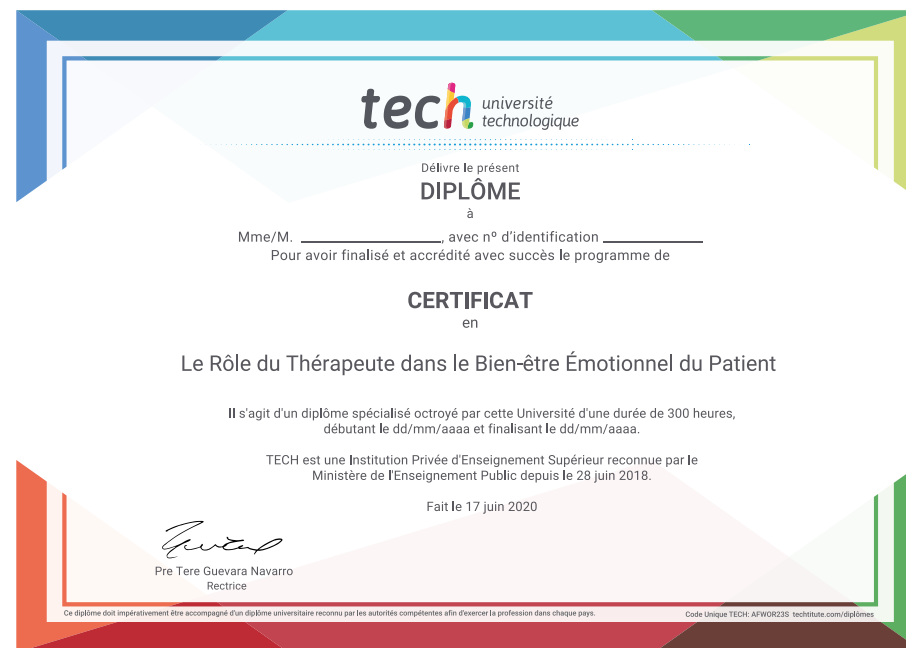 tech université
technologique
Délivre le présent
DIPLÔME
à
Mme/M. ____________________, avec nº d'identification ______________
Pour avoir finalisé et accrédité avec succès le programme de
CERTIFICAT
en
Le Rôle du Thérapeute dans le Bien-être Émotionnel du Patient
Il s'agit d'un diplôme spécialisé octroyé par cette Université d'une durée de 300 heures,
débutant le dd/mm/aaaa et finalisant le dd/mm/aaaa.
TECH est une Institution Privée d'Enseignement Supérieur reconnue par le
Ministère de l'Enseignement Public depuis le 28 juin 2018.
Fait le 17 juin 2020
Pre Tere Guevara Navarro
Rectrice
Ce diplôme doit impérativement être accompagné d'un diplôme universitaire reconnu par les autorités compétentes afin d'exercer la profession dans chaque pays.
Code Unique TECH: AFWOR23S techtitute.com/diplômes